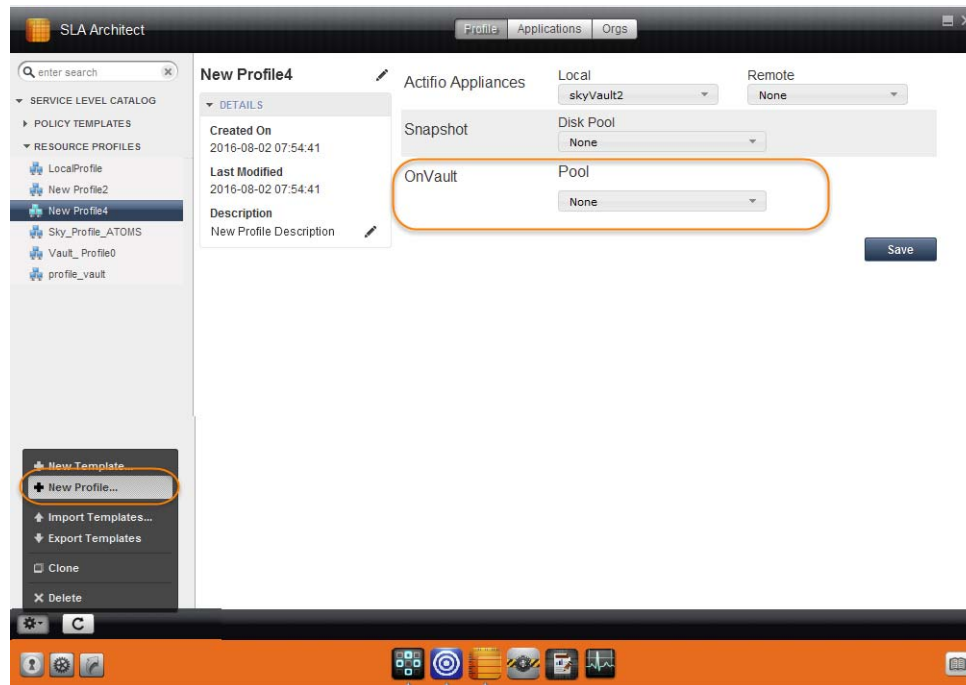 SLA Architect
Profile Applications Orgs
enter search
SERVICE LEVEL CATALOG
POLICY TEMPLATES
RESOURCE PROFILES
LocalProfile
New Profile2
New Profile4
Sky_Profile_ATOMS
Vault_ Profile0
profile_vault
New Profile4
DETAILS
Created On
2016-08-02 07:54:41
Last Modified
2016-08-02 07:54:41
Description
New Profile Description
Actifio Appliances
Local
skyVault2
Remote
None
Snapshot
Disk Pool
None
OnVault
Pool
None
Save
New Template...
New Profile...
Import Templates...
Export Templates
Clone
Delete